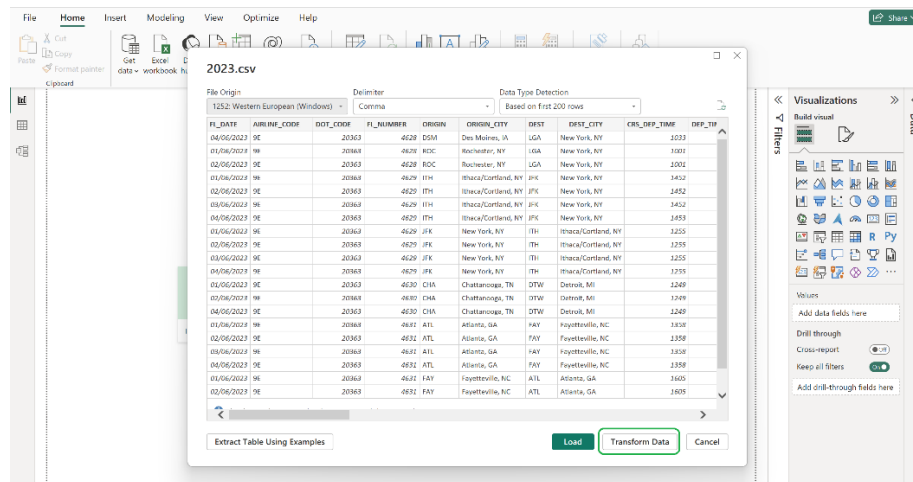 File Home Insert Modeling View Optimize Help
Share
Cut
Copy
Paste
Format painter
Clipboard
Get data
Excel workbook
2023.csv
File Origin Delimiter Data Type Detection
1252: Western European (Windows) Comma Based on first 200 rows
FL_DATE AIRLINE_CODE DOT_CODE FL_NUMBER ORIGIN ORIGIN_CITY DEST DEST_CITY CRS_DEP_TIME
04/06/2023 9E 20363 4628 DSM Des Moines, IA LGA New York, NY 1033
01/06/2023 9E 20363 4628 ROC Rochester, NY LGA New York, NY 1001
02/06/2023 9E 20363 4628 ROC Rochester, NY LGA New York, NY 1001
01/06/2023 9E 20363 4629 ITH Ithaca/Cortland, NY JFK New York, NY 1452
02/06/2023 9E 20363 4629 ITH Ithaca/Cortland, NY JFK New York, NY 1452
03/06/2023 9E 20363 4629 ITH Ithaca/Cortland, NY JFK New York, NY 1452
04/06/2023 9E 20363 4629 ITH Ithaca/Cortland, NY JFK New York, NY 1453
01/06/2023 9E 20363 4629 JFK New York, NY ITH Ithaca/Cortland, NY 1255
02/06/2023 9E 20363 4629 JFK New York, NY ITH Ithaca/Cortland, NY 1255
03/06/2023 9E 20363 4629 JFK New York, NY ITH Ithaca/Cortland, NY 1255
04/06/2023 9E 20363 4629 JFK New York, NY ITH Ithaca/Cortland, NY 1255
01/06/2023 9E 20363 4630 CHA Chattanooga, TN DTW Detroit, MI 1249
02/06/2023 9E 20363 4630 CHA Chattanooga, TN DTW Detroit, MI 1249
04/06/2023 9E 20363 4630 CHA Chattanooga, TN DTW Detroit, MI 1249
01/06/2023 9E 20363 4631 ATL Atlanta, GA FAY Fayetteville, NC 1358
02/06/2023 9E 20363 4631 ATL Atlanta, GA FAY Fayetteville, NC 1358
03/06/2023 9E 20363 4631 ATL Atlanta, GA FAY Fayetteville, NC 1358
04/06/2023 9E 20363 4631 ATL Atlanta, GA FAY Fayetteville, NC 1358
01/06/2023 9E 20363 4631 FAY Fayetteville, NC ATL Atlanta, GA 1605
02/06/2023 9E 20363 4631 FAY Fayetteville, NC ATL Atlanta, GA 1605
Extract Table Using Examples Load Transform Data Cancel
Filters
Visualizations
Build visual
R Py
Values
Add data fields here
Drill through
Cross-report Off
Keep all filters On
Add drill-through fields here